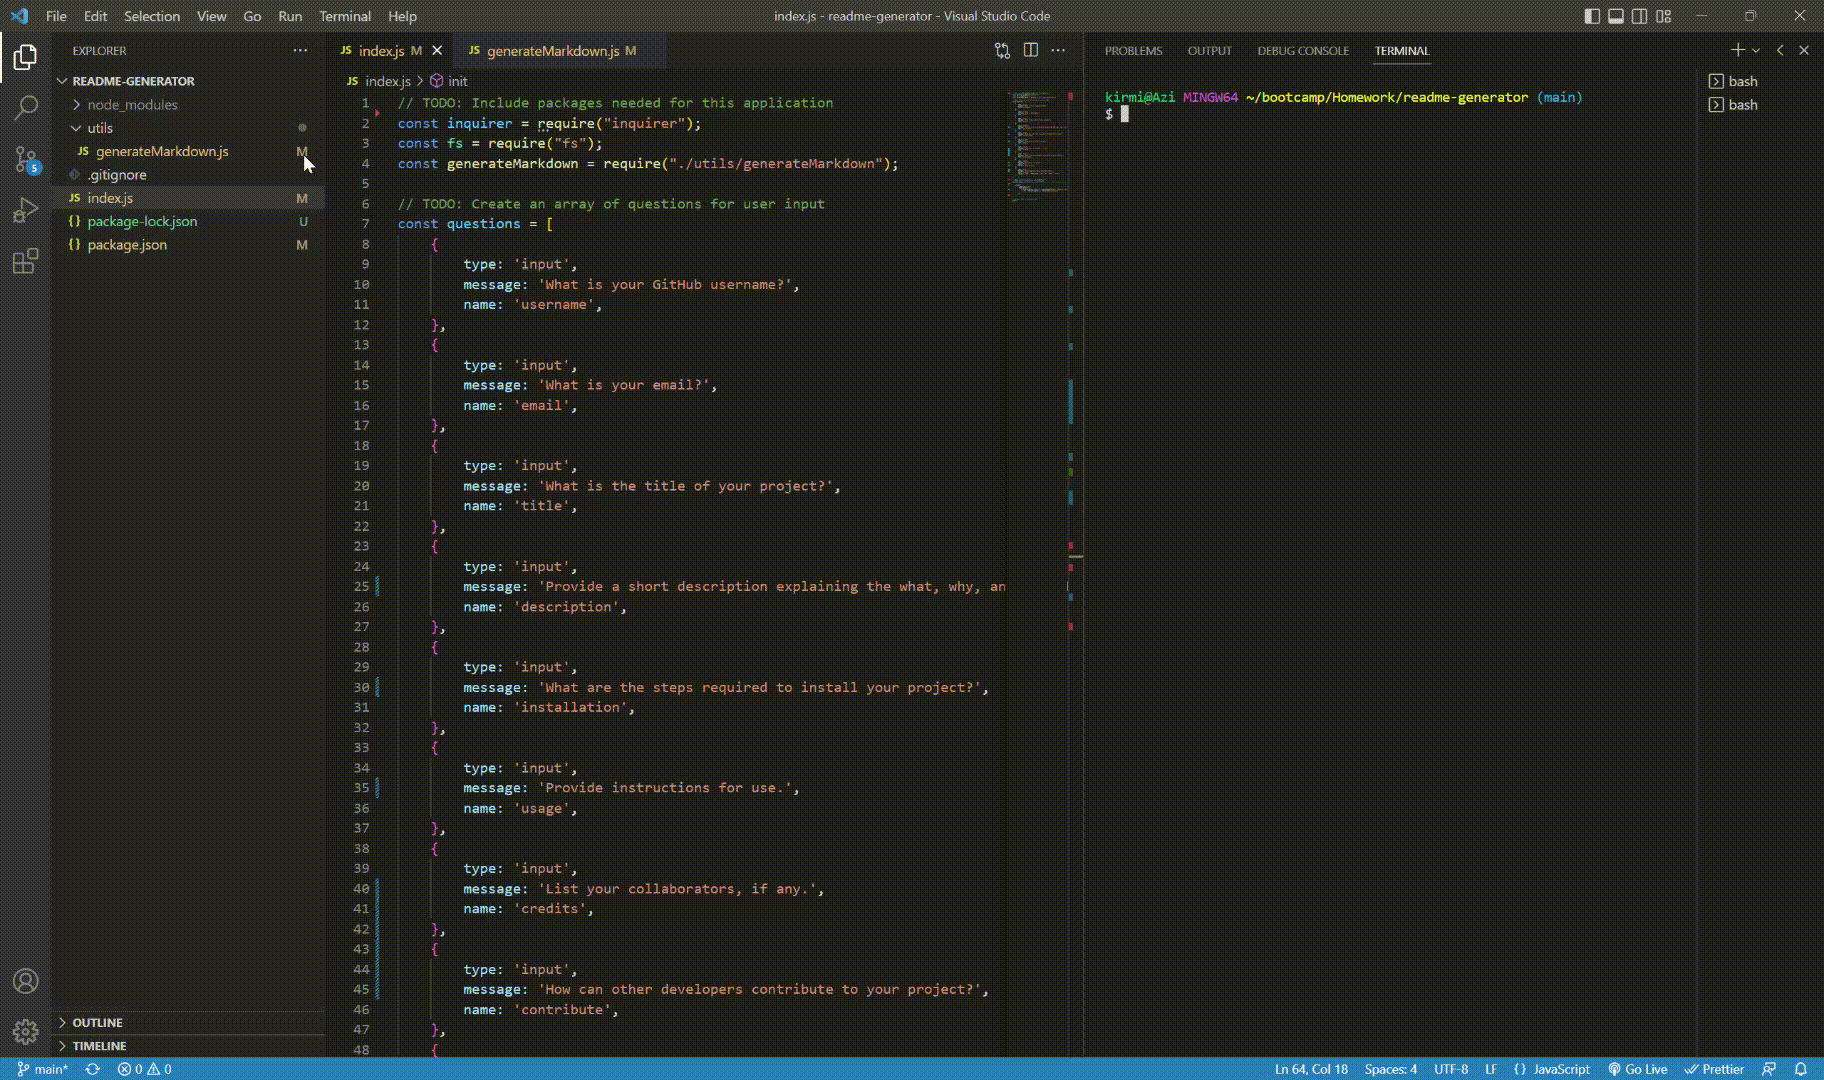 File Edit Selection View Go Run Terminal Help
index.js - readme-generator - Visual Studio Code
EXPLORER
README-GENERATOR
node_modules
utils
JS generateMarkdown.js M
.gitignore
JS index.js M
{} package-lock.json U
{} package.json M
OUTLINE
TIMELINE
5
JS index.js M
JS generateMarkdown.js M
JS index.js > init
1 // TODO: Include packages needed for this application
2 const inquirer = require("inquirer");
3 const fs = require("fs");
4 const generateMarkdown = require("./utils/generateMarkdown");
5
6 // TODO: Create an array of questions for user input
7 const questions = [
8 {
9 type: 'input',
10 message: 'What is your GitHub username?',
11 name: 'username',
12 },
13 {
14 type: 'input',
15 message: 'What is your email?',
16 name: 'email',
17 },
18 {
19 type: 'input',
20 message: 'What is the title of your project?',
21 name: 'title',
22 },
23 {
24 type: 'input',
25 message: 'Provide a short description explaining the what, why, an
26 name: 'description',
27 },
28 {
29 type: 'input',
30 message: 'What are the steps required to install your project?',
31 name: 'installation',
32 },
33 {
34 type: 'input',
35 message: 'Provide instructions for use.',
36 name: 'usage',
37 },
38 {
39 type: 'input',
40 message: 'List your collaborators, if any.',
41 name: 'credits',
42 },
43 {
44 type: 'input',
45 message: 'How can other developers contribute to your project?',
46 name: 'contribute',
47 },
48 {
PROBLEMS OUTPUT DEBUG CONSOLE TERMINAL
kirmi@Azi MINGW64 ~/bootcamp/Homework/readme-generator (main)
$
bash
bash
main* 0 0
Ln 64, Col 18 Spaces: 4 UTF-8 LF {} JavaScript Go Live Prettier